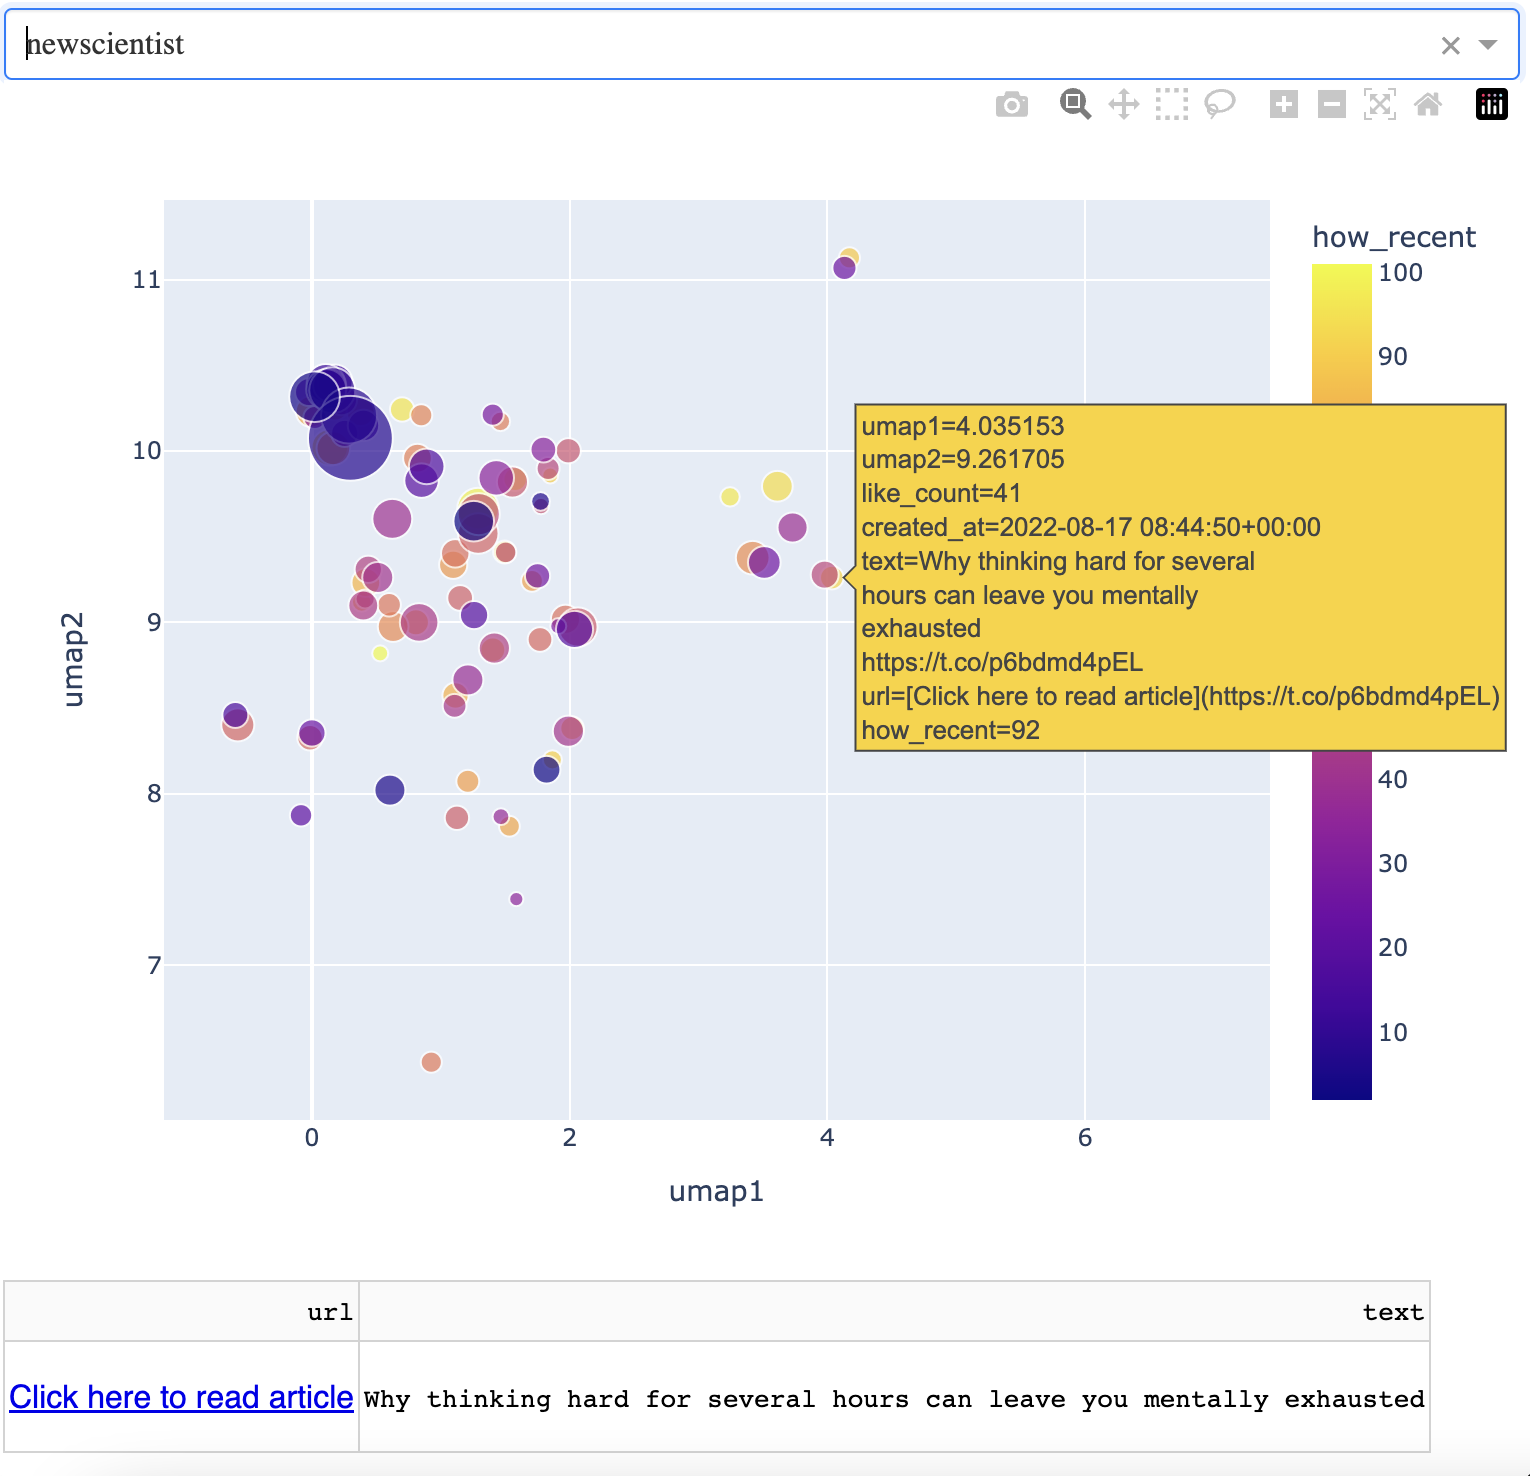 newscientist
how_recent
100
90
40
30
20
10
umap1=4.035153
umap2=9.261705
like_count=41
created_at=2022-08-17 08:44:50+00:00
text=Why thinking hard for several
hours can leave you mentally
exhausted
https://t.co/p6bdmd4pEL
url=[Click here to read article](https://t.co/p6bdmd4pEL)
how_recent=92
umap2
11
10
9
8
7
0
2
4
6
umap1
url text
Click here to read article Why thinking hard for several hours can leave you mentally exhausted